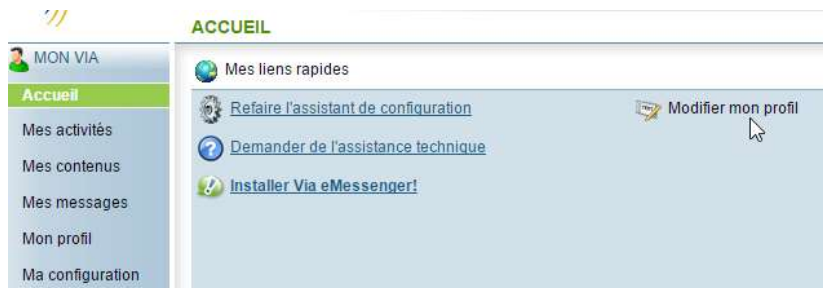 ACCUEIL
MON VIA
Mes liens rapides
Accueil
Refaire l'assistant de configuration
Modifier mon profil
Mes activités
Demander de l'assistance technique
Mes contenus
Installer Via eMessenger!
Mes messages
Mon profil
Ma configuration